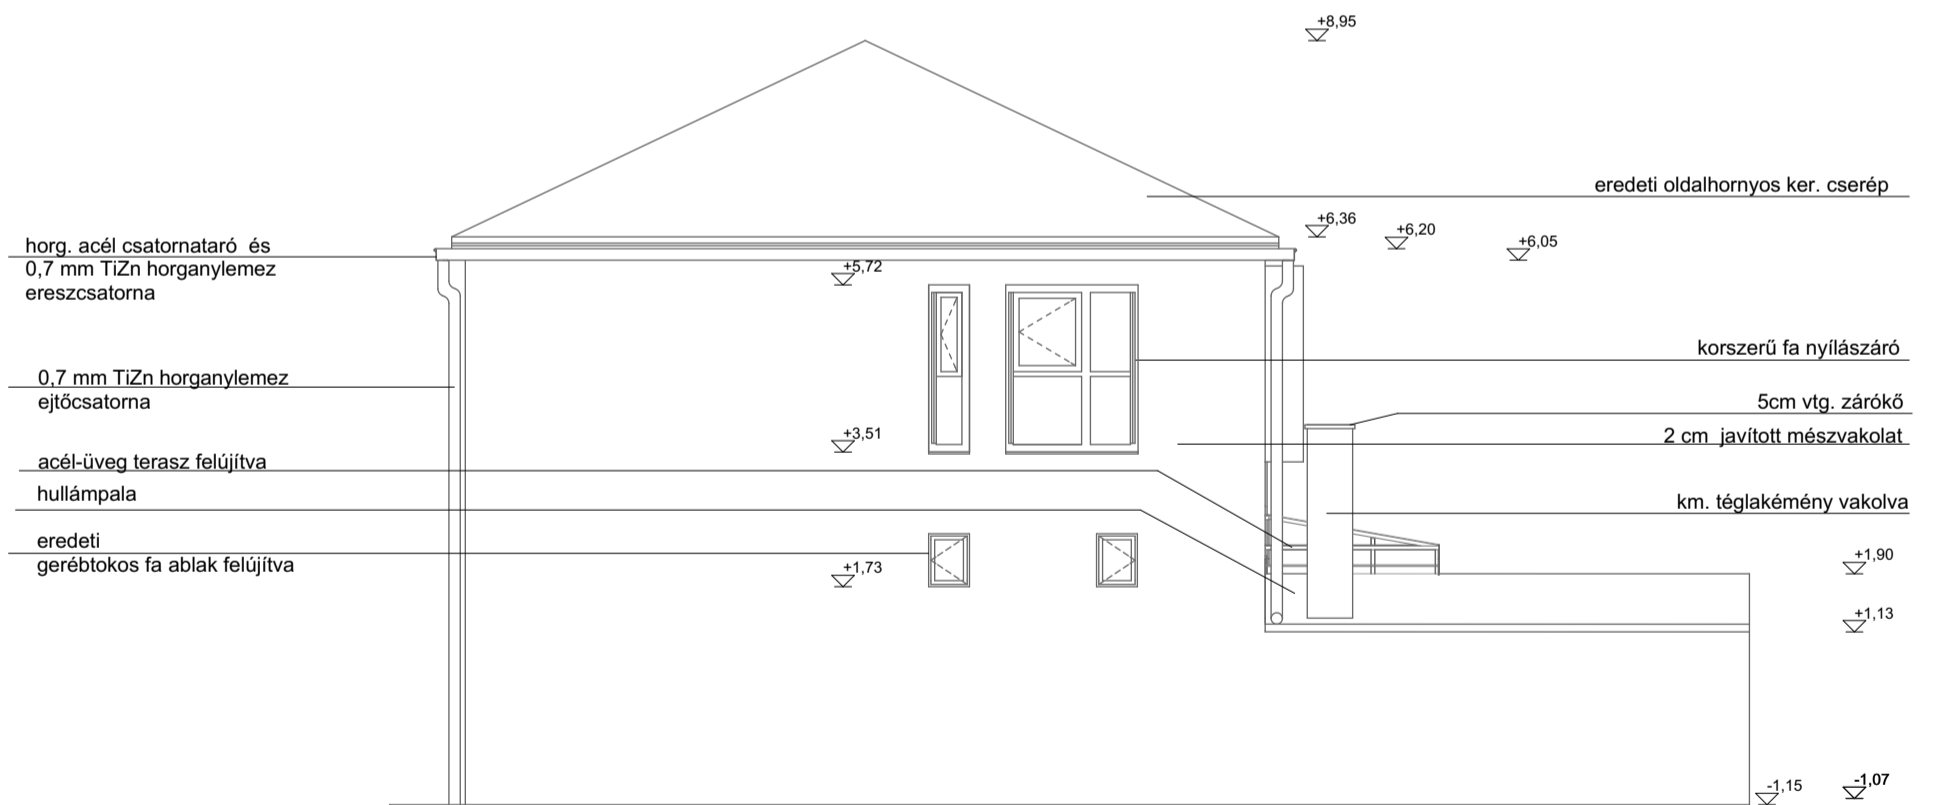 +8,95
eredeti oldalhornyos ker. cserép
+6,36
+6,20
+6,05
horg. acél csatornataró és
0,7 mm TiZn horganylemez
ereszcsatorna
+5,72
korszerű fa nyílászáró
0,7 mm TiZn horganylemez
ejtőcsatorna
5cm vtg. zárókő
+3,51
2 cm javított mészvakolat
acél-üveg terasz felújítva
hullámpala
km. téglakémény vakolva
eredeti
gerébtokos fa ablak felújítva
+1,73
+1,90
+1,13
-1,15
-1,07